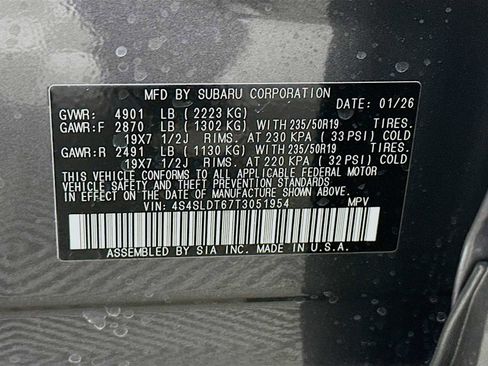 MFD BY SUBARU CORPORATION
GVWR: 4901 LB (2223 KG) DATE: 01/26
GAWR:F 2870 LB (1302 KG) WITH 235/50R19
19X7 1/2J RIMS, AT 230 KPA (33PSI) COLD
GAWR:R 2491 LB (1130 KG) WITH 235/50R19
19X7 1/2J RIMS, AT 220 KPA (32 PSI) COLD
THIS VEHICLE CONFORMS TO ALL APPLICABLE FEDERAL MOTOR
VEHICLE SAFETY, BUMPER, AND THEFT PREVENTION STANDARDS
IN EFFECT ON THE DATE OF MANUFACTURE SHOWN ABOVE.
VIN: 4S4SLDT67T3051954 MPV
ASSEMBLED BY SIA INC. MADE IN U.S.A.